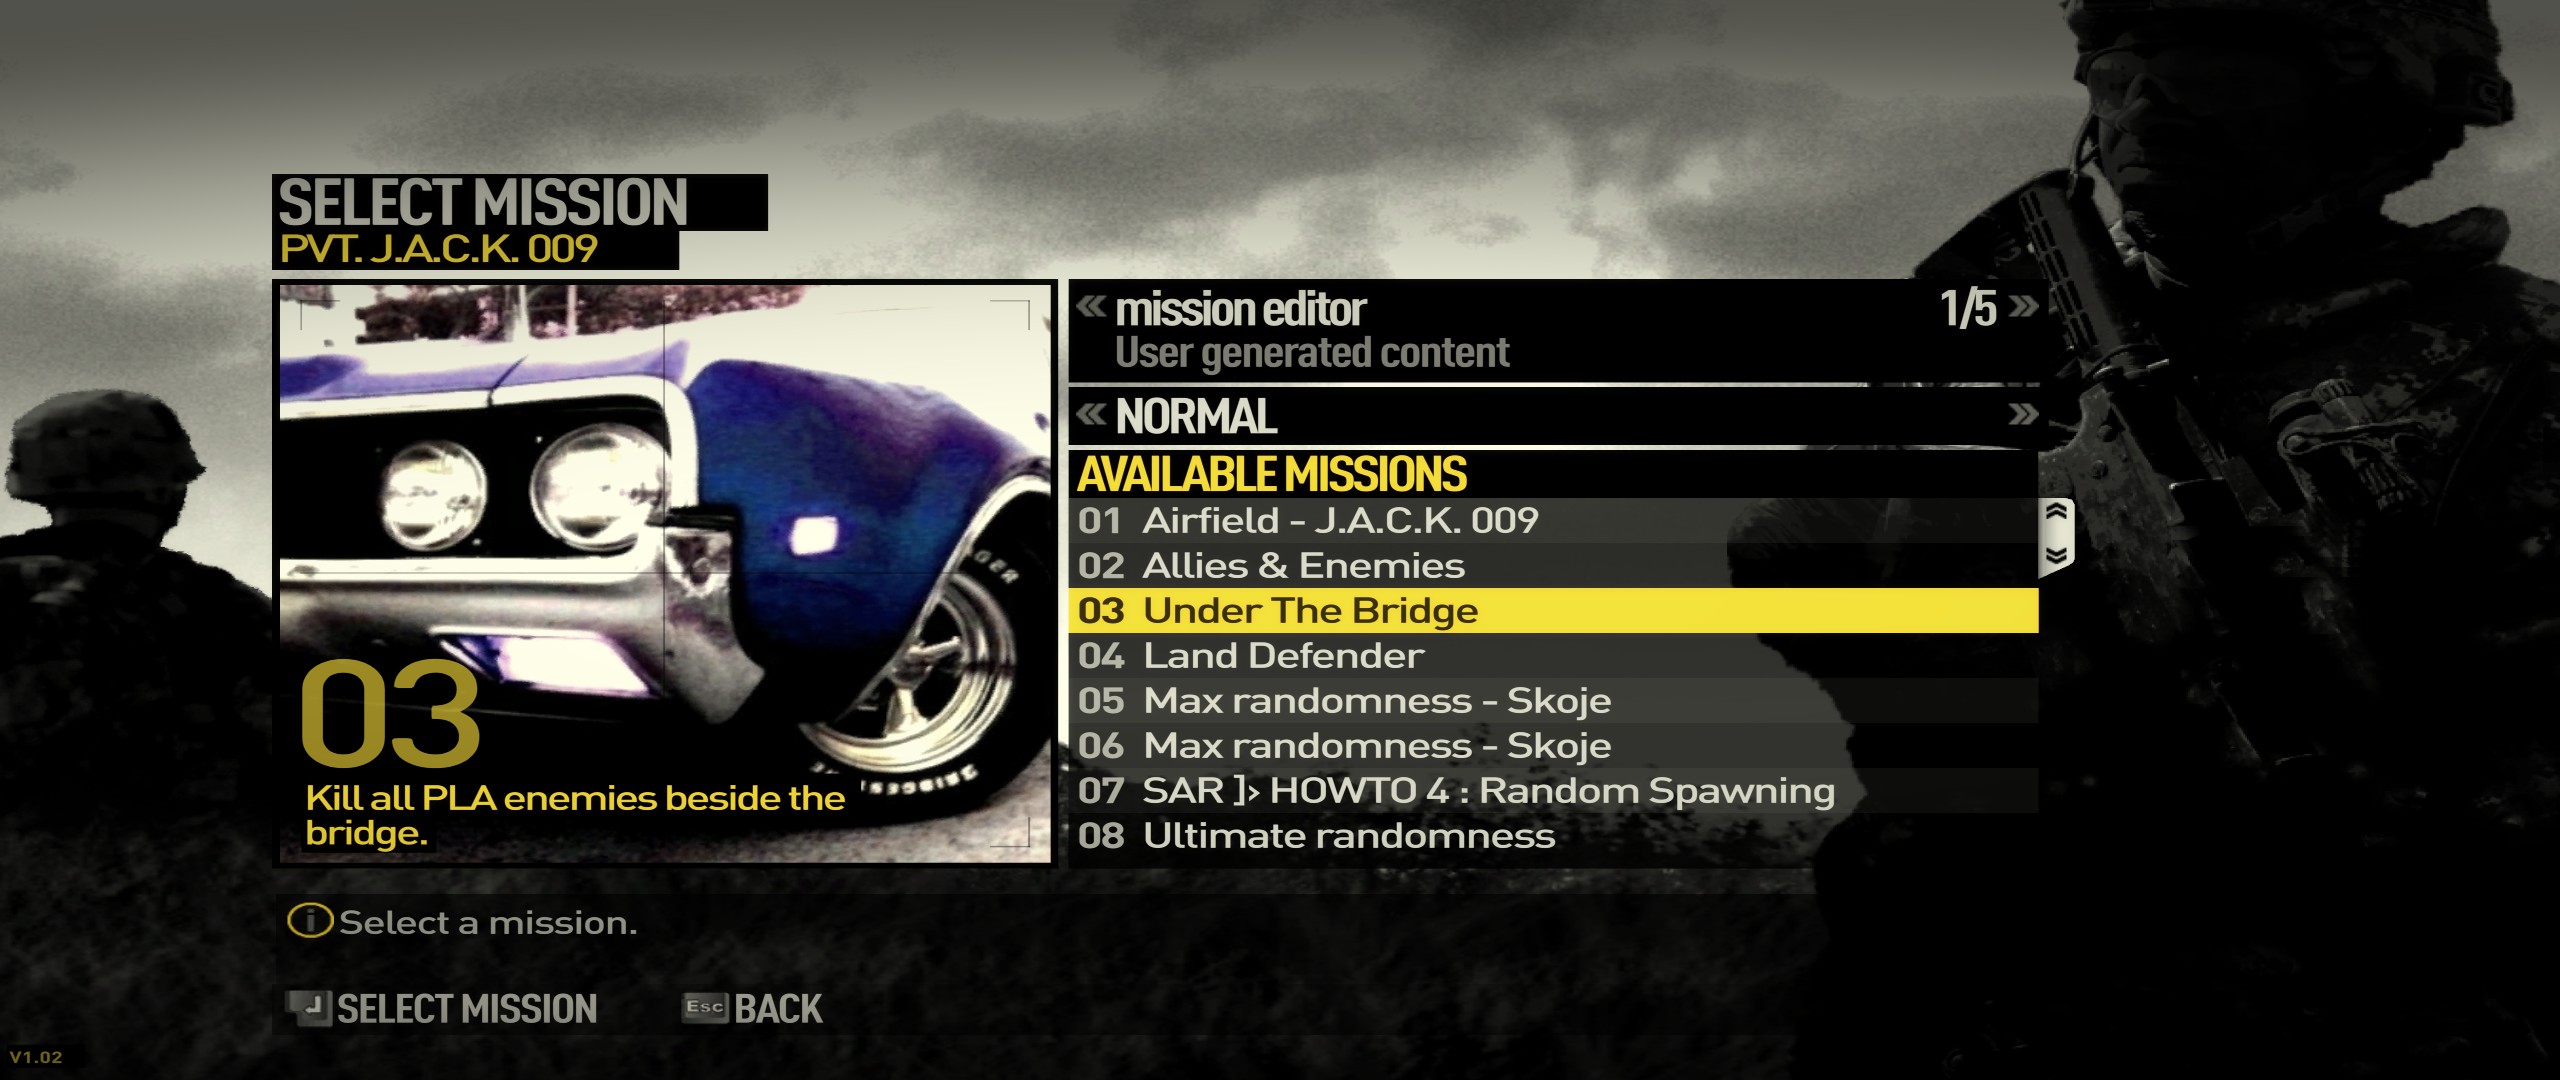 SELECT MISSION
PVT. J.A.C.K. 009
« mission editor 1/5 »
User generated content
« NORMAL »
AVAILABLE MISSIONS
01 Airfield - J.A.C.K. 009
02 Allies & Enemies
03 Under The Bridge
04 Land Defender
05 Max randomness - Skoje
06 Max randomness - Skoje
07 SAR ]› HOWTO 4 : Random Spawning
08 Ultimate randomness
03
Kill all PLA enemies beside the
bridge.
i Select a mission.
SELECT MISSION Esc BACK
V1.02